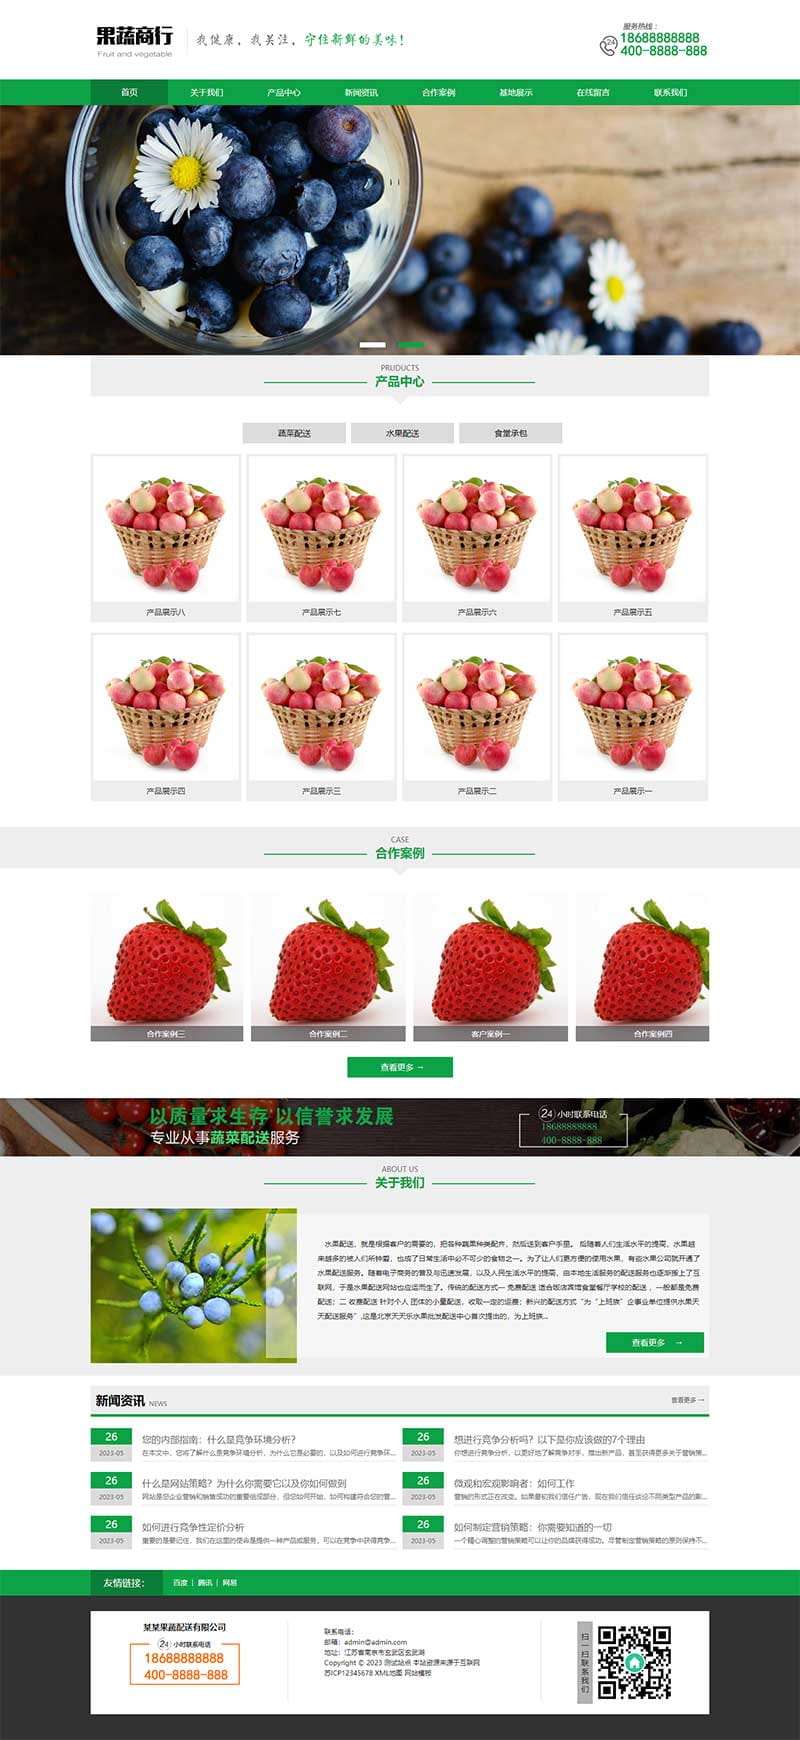 果蔬商行
Fruit and vegetable
我健康，我关注，守住新鲜的美味！
服务热线：
24
18688888888
400-8888-888
首页 关于我们 产品中心 新闻资讯 合作案例 基地展示 在线留言 联系我们
PRUDUCTS
产品中心
蔬菜配送 水果配送 食堂承包
产品展示八 产品展示七 产品展示六 产品展示五
产品展示四 产品展示三 产品展示二 产品展示一
CASE
合作案例
合作案例三 合作案例二 客户案例一 合作案例四
查看更多 →
以质量求生存 以信誉求发展
专业从事蔬菜配送服务
24 小时联系电话
18688888888
400-8888-888
ABOUT US
关于我们
水果配送，就是根据客户的需要的，把各种蔬果种类配齐，然后送到客户手里。 后随着人们生活水平的提高，水果越
来越多的被人们所钟爱，也成了日常生活中必不可少的食物之一。为了让人们更方便的使用水果，有些水果公司就开通了
水果配送服务。随着电子商务的普及与迅速发展，以及人民生活水平的提高，由本地生活服务的配送服务也逐渐搬上了互
联网，于是水果配送网站也应运而生了。传统的配送方式一 免费配送 适合饭店宾馆食堂餐厅学校的配送 ，一般都是免费
配送；二 收费配送 针对个人 团体的小量配送，收取一定的运费；新兴的配送方式 “为“上班族”企事业单位提供水果天
天配送服务”,这是北京天天乐水果批发配送中心首次提出的，为上班族...
查看更多 →
新闻资讯 NEWS 查看更多 →
26 您的内部指南：什么是竞争环境分析?
2023-05 在本文中，您将了解什么是竞争环境分析，为什么它是必要的，以及如何进行竞争环...
26 想进行竞争分析吗？以下是你应该做的7个理由
2023-05 你想进行竞争分析，以更好地了解竞争对手，推出新产品，甚至获得更多关于营销策...
26 什么是网站策略？为什么你需要它以及你如何做到
2023-05 网站是您企业营销和销售成功的重要组成部分，但您如何开始，如何构建符合您的营...
26 微观和宏观影响者：如何工作
2023-05 营销的形式正在改变。如果最初我们信任广告，现在我们信任谈论不同类型产品的影...
26 如何进行竞争性定价分析
2023-05 重要的是要记住，我们在这里的使命是提供一种产品或服务，可以在竞争中获得竞争...
26 如何制定营销策略：你需要知道的一切
2023-05 一个精心调整的营销策略可以让你的品牌获得成功。尽管制定营销策略的原则保持不...
友情链接： 百度 | 腾讯 | 网易
某某果蔬配送有限公司
24 小时联系电话
18688888888
400-8888-888
联系电话：
邮箱：admin@admin.com
地址：江苏省南京市玄武区玄武湖
Copyright © 2023 测试站点 本站资源来源于互联网
苏ICP12345678 XML地图 网站模板
扫一扫联系我们